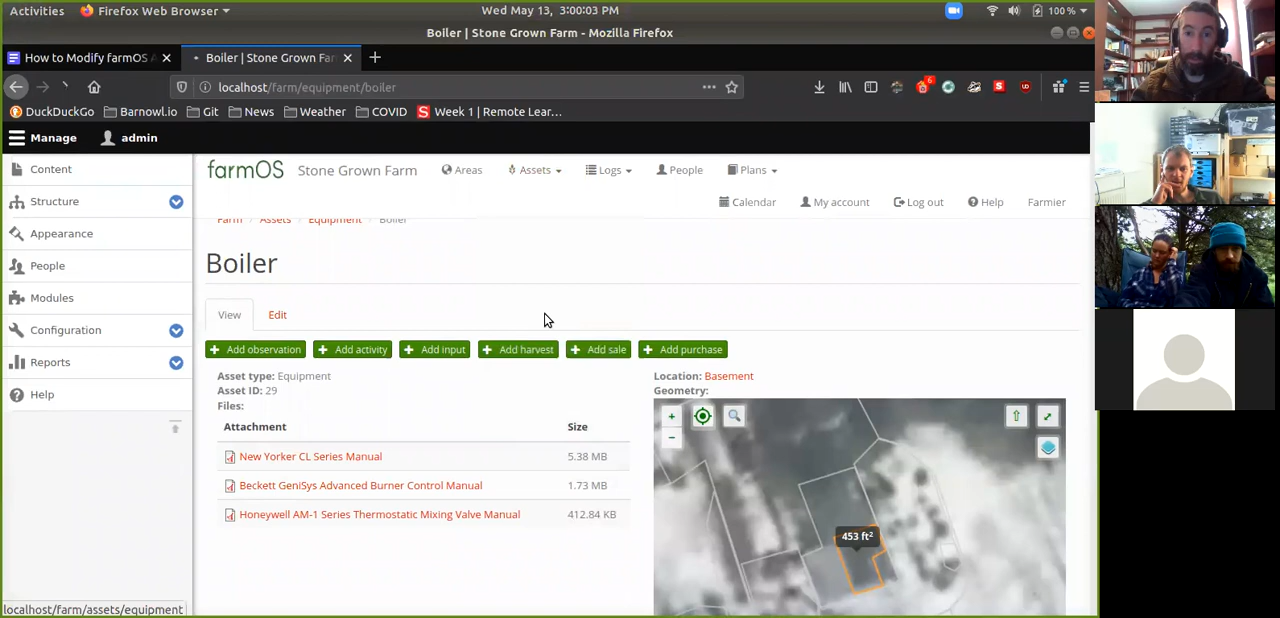 Activities Firefox Web Browser Wed May 13, 3:00:03 PM 100 %
Boiler | Stone Grown Farm - Mozilla Firefox
How to Modify farmOS Boiler | Stone Grown Far
localhost/farm/equipment/boiler 6
DuckDuckGo Barnowl.io Git News Weather COVID S Week 1 | Remote Lear…
Manage admin
Content
Structure
Appearance
People
Modules
Configuration
Reports
Help
farmOS Stone Grown Farm Areas Assets Logs People Plans
Calendar My account Log out Help Farmier
Farm / Assets / Equipment / Boiler
Boiler
View Edit
+ Add observation + Add activity + Add input + Add harvest + Add sale + Add purchase
Asset type: Equipment
Asset ID: 29
Files:
Attachment Size
New Yorker CL Series Manual 5.38 MB
Beckett GeniSys Advanced Burner Control Manual 1.73 MB
Honeywell AM-1 Series Thermostatic Mixing Valve Manual 412.84 KB
Location: Basement
Geometry:
+
−
453 ft²
localhost/farm/assets/equipment